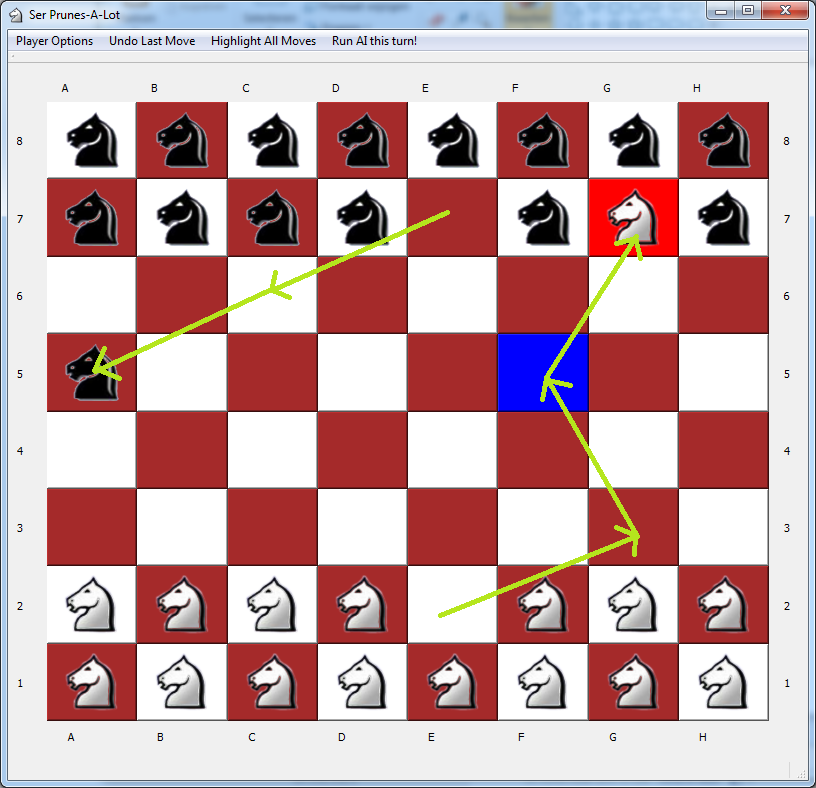 Ser Prunes-A-Lot
Player Options Undo Last Move Highlight All Moves Run AI this turn!
A B C D E F G H
8 8
7 7
6 6
5 5
4 4
3 3
2 2
1 1
A B C D E F G H